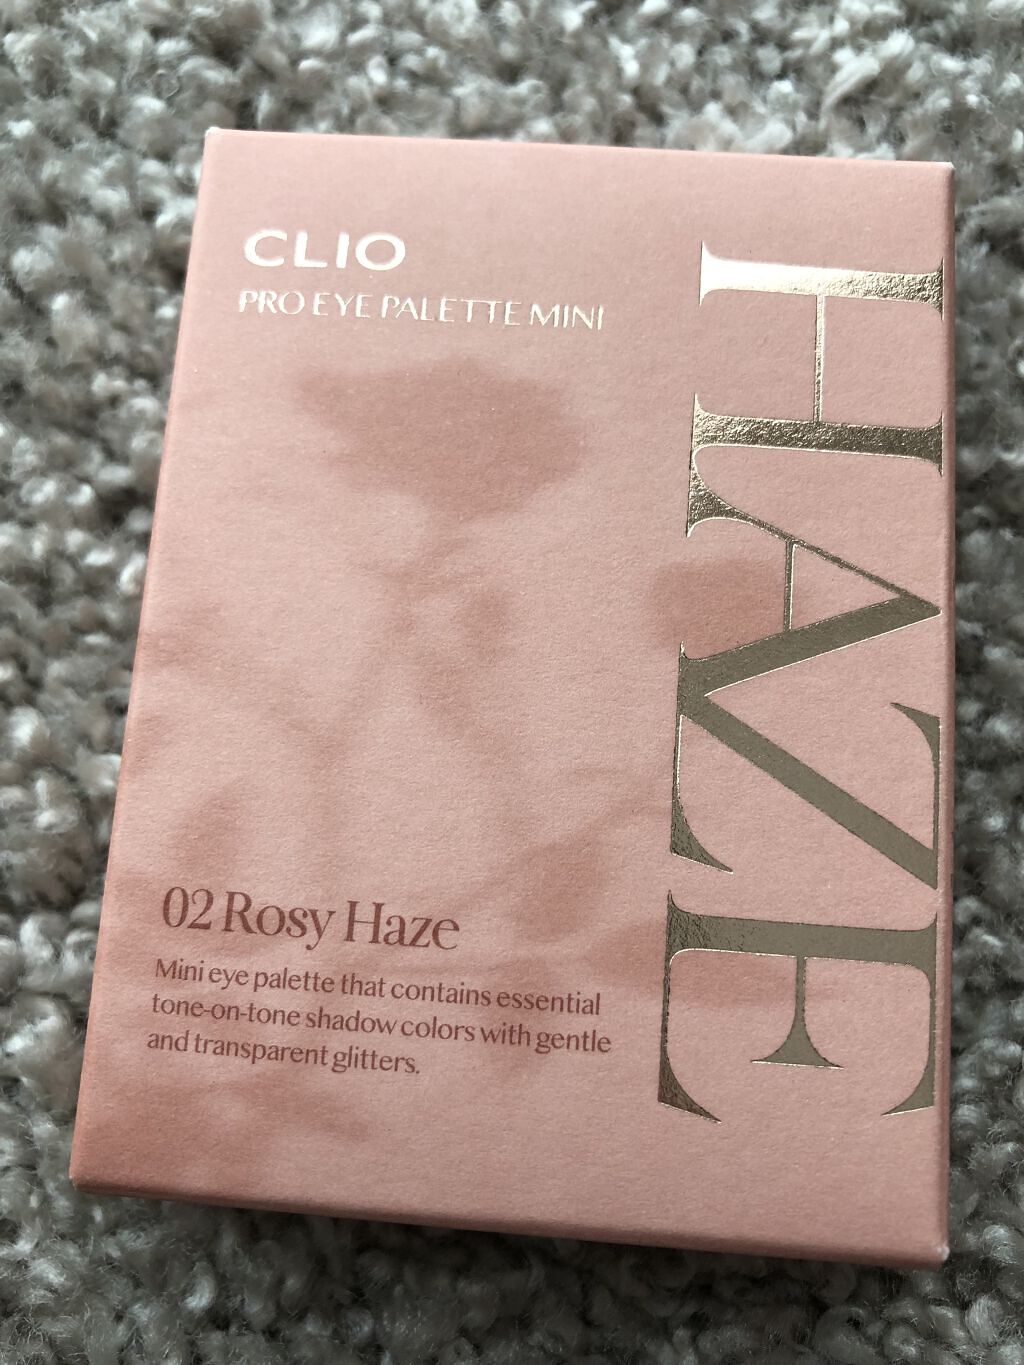 CLIO
PRO EYE PALETTE MINI
HAZE
02 Rosy Haze
Mini eye palette that contains essential
tone-on-tone shadow colors with gentle
and transparent glitters.